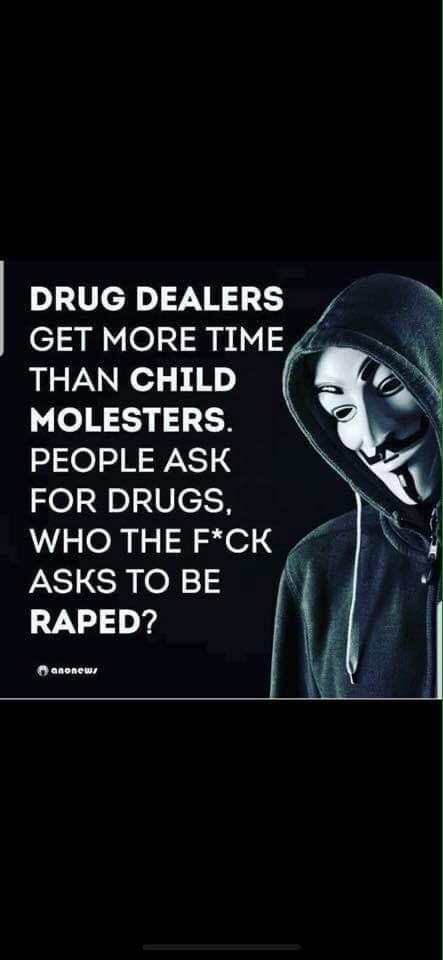 DRUG DEALERS
GET MORE TIME
THAN CHILD
MOLESTERS.
PEOPLE ASK
FOR DRUGS,
WHO THE F*CK
ASKS TO BE
RAPED?
anonews